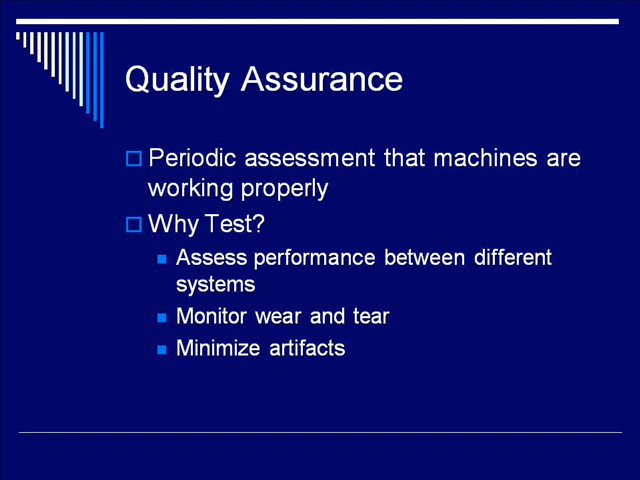 Quality Assurance
Periodic assessment that machines are
working properly
Why Test?
Assess performance between different
systems
Monitor wear and tear
Minimize artifacts